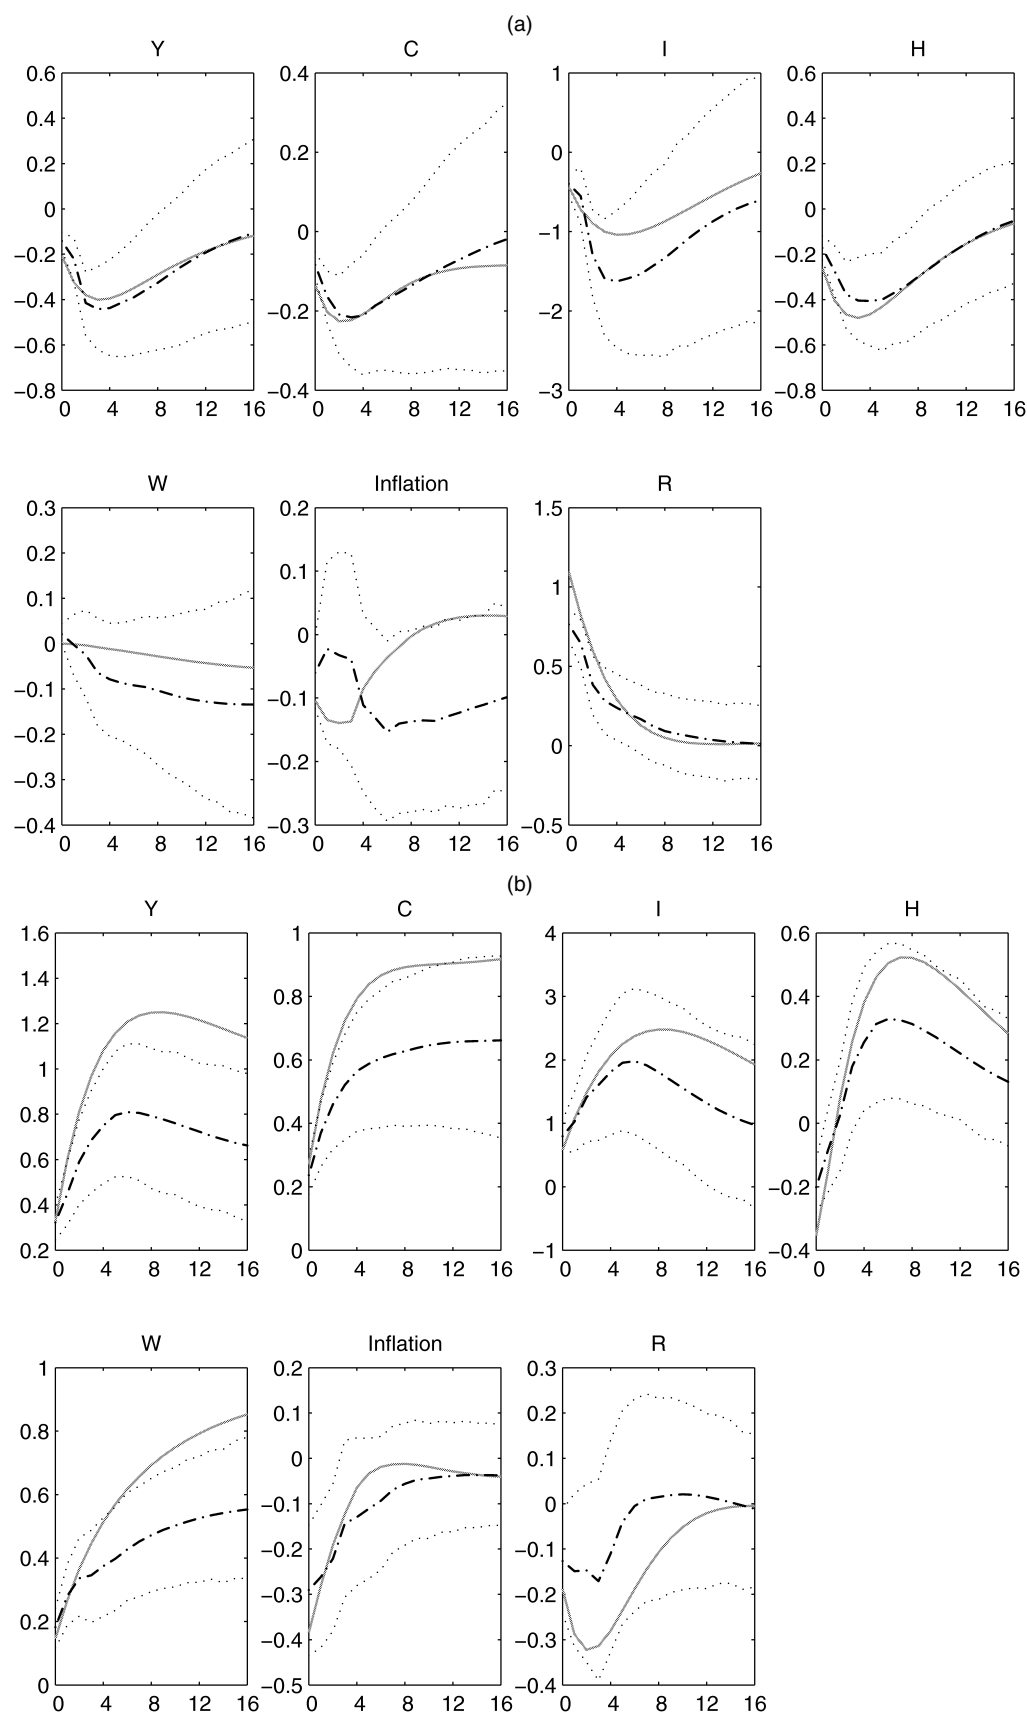 (a)
Y C I H
0.6 0.4 1 0.6
0.4 0.4
0.2 0.2 0 0.2
0 0 0
−0.2 −1 −0.2
−0.4 −0.2 −2 −0.4
−0.6 −0.6
−0.8 −0.4 −3 −0.8
0 4 8 12 16 0 4 8 12 16 0 4 8 12 16 0 4 8 12 16
W Inflation R
0.3 0.2 1.5
0.2 0.1 1
0.1
0 0 0.5
−0.1 −0.1
−0.2 −0.2 0
−0.3
−0.4 −0.3 −0.5
0 4 8 12 16 0 4 8 12 16 0 4 8 12 16
(b)
Y C I H
1.6 1 4 0.6
1.4 0.8 3 0.4
1.2
1 0.6 2 0.2
0.8 0.4 1 0
0.6
0.4 0.2 0 −0.2
0.2 0 −1 −0.4
0 4 8 12 16 0 4 8 12 16 0 4 8 12 16 0 4 8 12 16
W Inflation R
1 0.2 0.3
0.8 0.1 0.2
0 0.1
0.6 −0.1 0
0.4 −0.2 −0.1
−0.3 −0.2
0.2 −0.4 −0.3
0 −0.5 −0.4
0 4 8 12 16 0 4 8 12 16 0 4 8 12 16